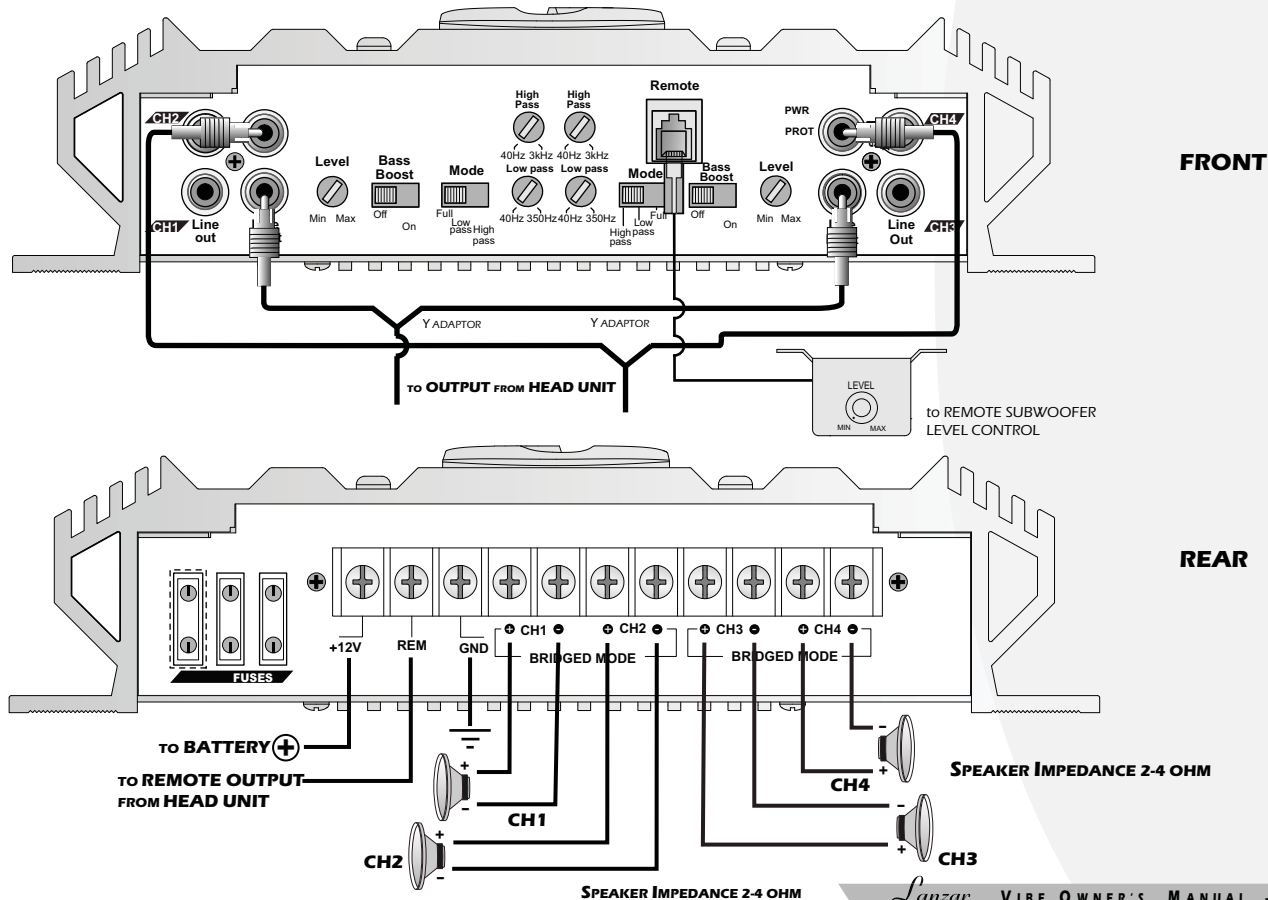 Remote
High Pass
High Pass
PWR
PROT
CH2
CH4
FRONT
40Hz 3kHz
40Hz 3kHz
Level
Bass Boost
Mode
Low pass
Low pass
Mode
Bass Boost
Level
Min Max
Off
On
Full
Low pass
High pass
40Hz 350Hz
40Hz 350Hz
High pass
Low pass
Full
Off
On
Min Max
CH1
Line out
Line Out
CH3
Y ADAPTOR
Y ADAPTOR
TO OUTPUT FROM HEAD UNIT
LEVEL
MIN MAX
to REMOTE SUBWOOFER
LEVEL CONTROL
REAR
+12V
REM
GND
+ CH1 -
+ CH2 -
+ CH3 -
+ CH4 -
BRIDGED MODE
BRIDGED MODE
FUSES
TO BATTERY +
TO REMOTE OUTPUT
FROM HEAD UNIT
+
-
CH1
+
-
CH2
-
+
CH4
SPEAKER IMPEDANCE 2-4 OHM
-
+
CH3
SPEAKER IMPEDANCE 2-4 OHM
Lanzar VIBE OWNER'S MANUAL